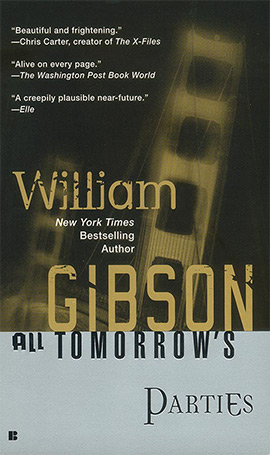 "Beautiful and frightening."
—Chris Carter, creator of The X-Files
"Alive on every page."
—The Washington Post Book World
"A creepily plausible near-future."
—Elle
William
New York Times
Bestselling
Author
GIBSON
ALL TOMORROW'S
PARTIES
B